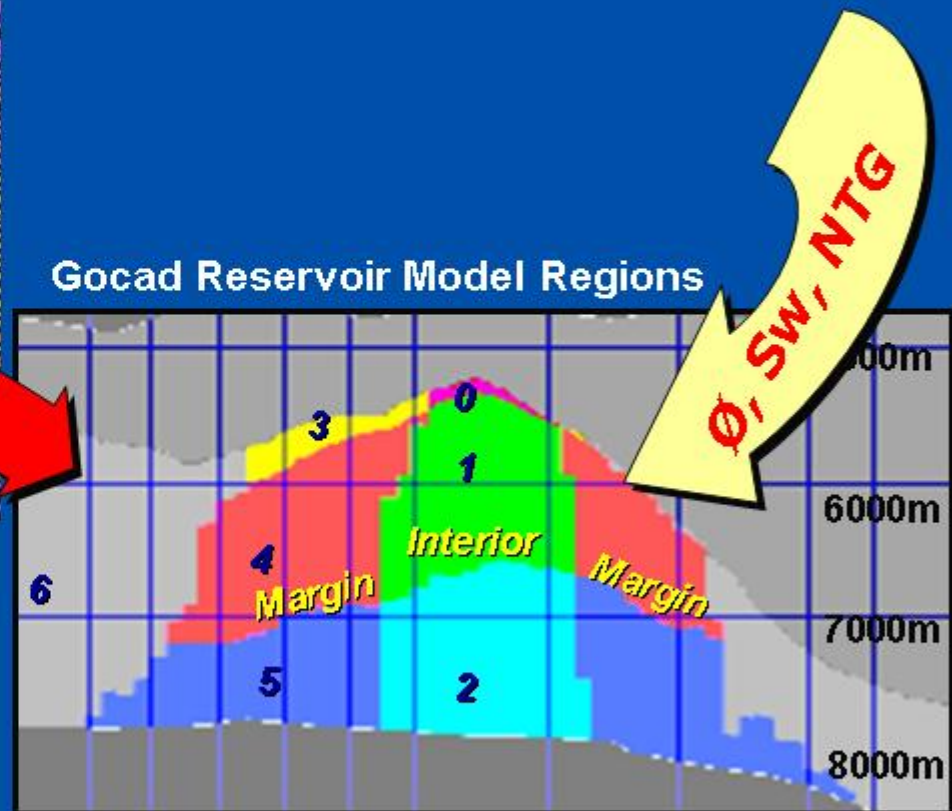 Ø, Sw, NTG
Gocad Reservoir Model Regions
0
3
1
6000m
Interior
4
Margin
Margin
6
7000m
5
2
8000m